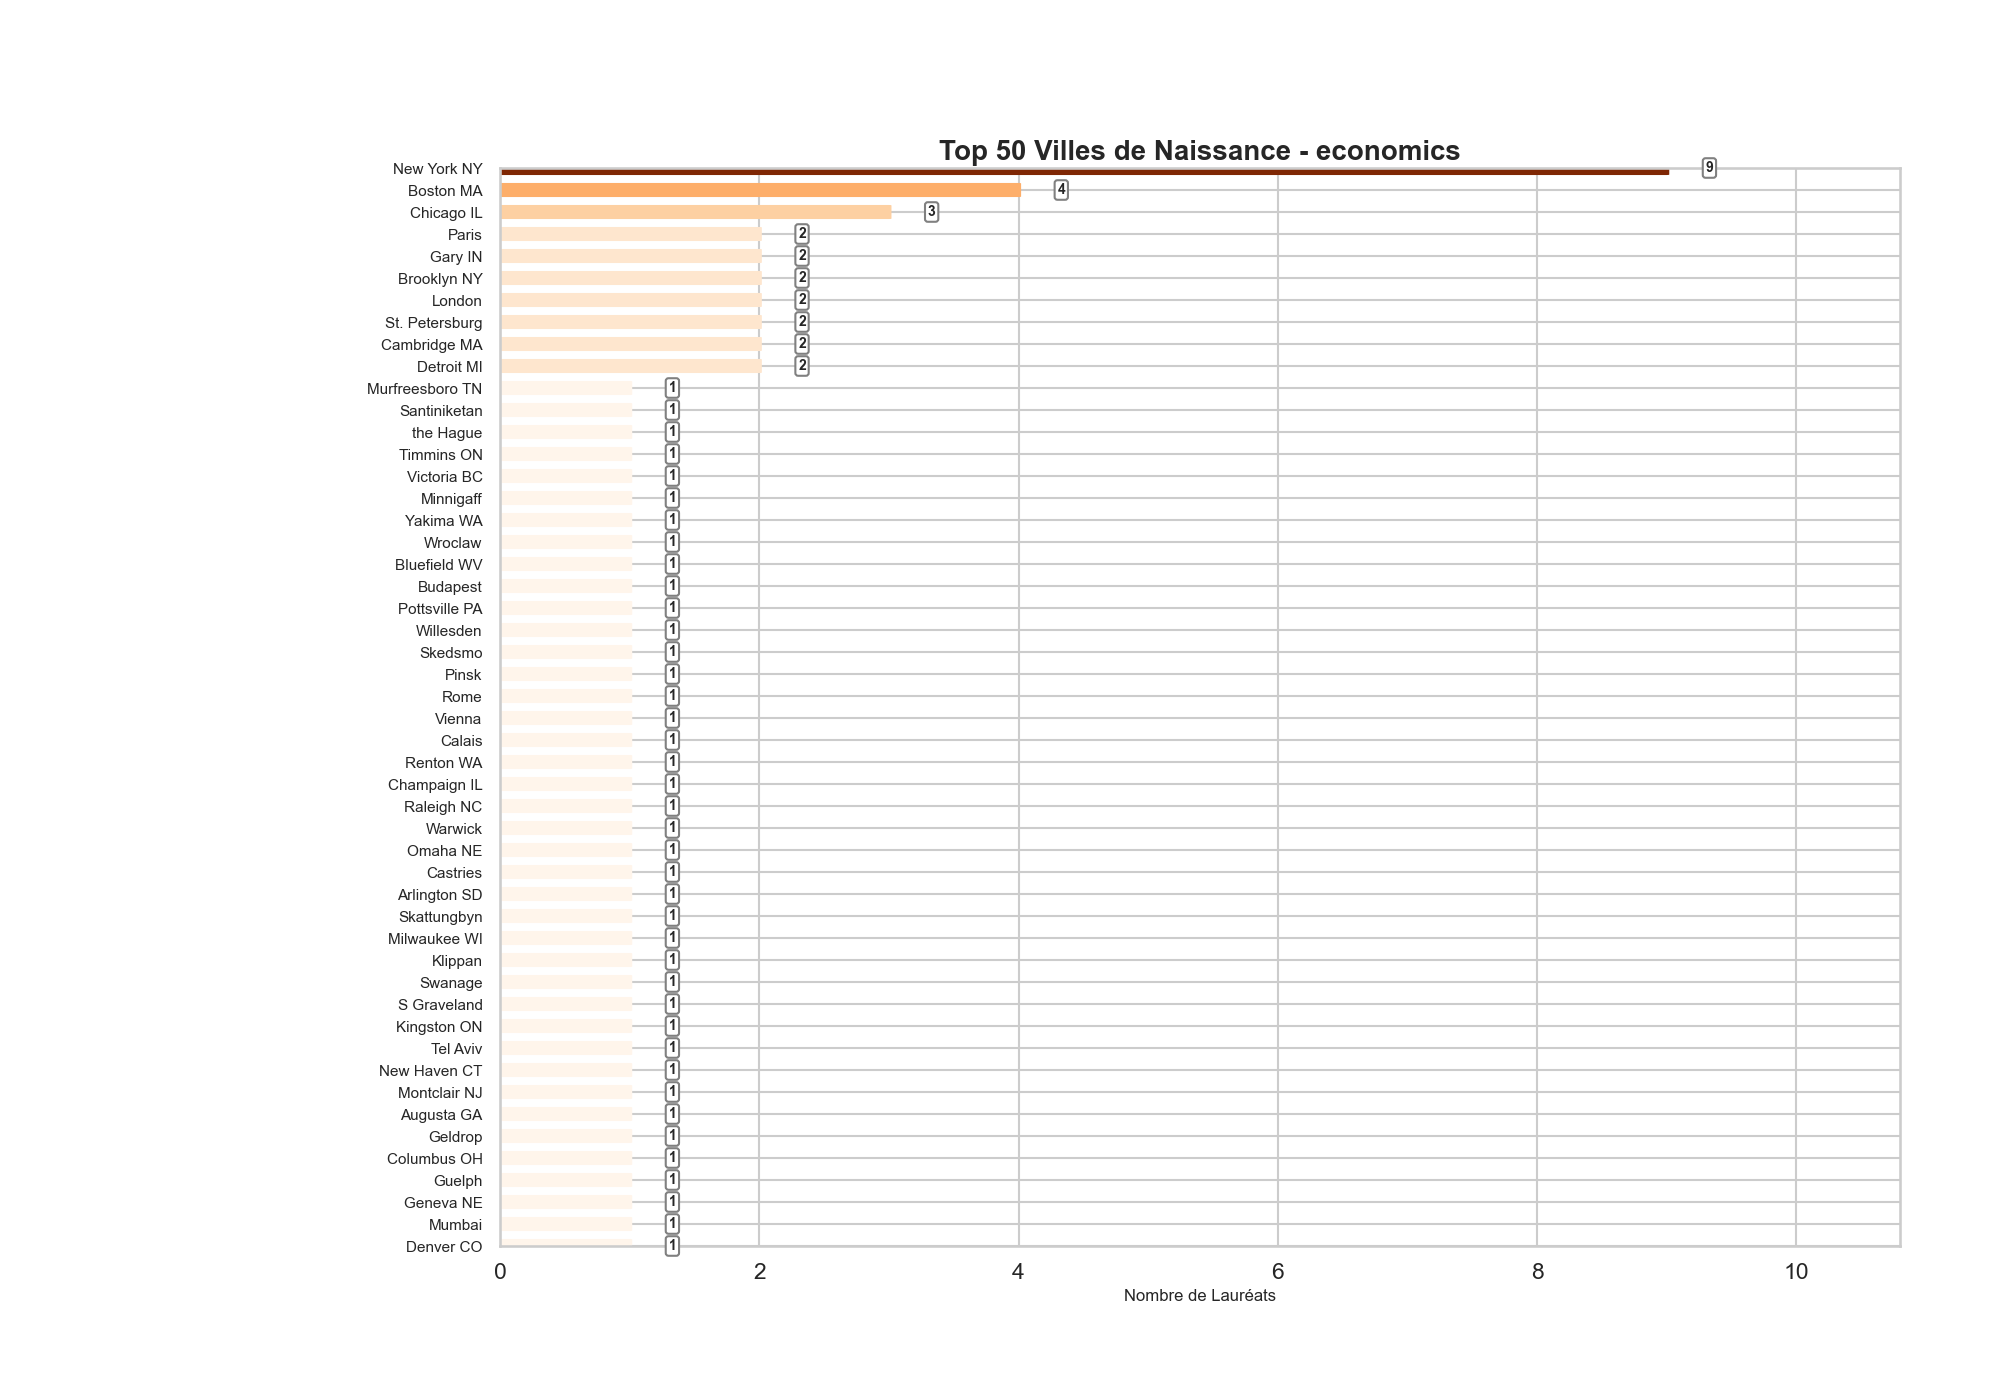 Top 50 Villes de Naissance - economics
New York NY 9
Boston MA 4
Chicago IL 3
Paris 2
Gary IN 2
Brooklyn NY 2
London 2
St. Petersburg 2
Cambridge MA 2
Detroit MI 2
Murfreesboro TN 1
Santiniketan 1
the Hague 1
Timmins ON 1
Victoria BC 1
Minnigaff 1
Yakima WA 1
Wroclaw 1
Bluefield WV 1
Budapest 1
Pottsville PA 1
Willesden 1
Skedsmo 1
Pinsk 1
Rome 1
Vienna 1
Calais 1
Renton WA 1
Champaign IL 1
Raleigh NC 1
Warwick 1
Omaha NE 1
Castries 1
Arlington SD 1
Skattungbyn 1
Milwaukee WI 1
Klippan 1
Swanage 1
S Graveland 1
Kingston ON 1
Tel Aviv 1
New Haven CT 1
Montclair NJ 1
Augusta GA 1
Geldrop 1
Columbus OH 1
Guelph 1
Geneva NE 1
Mumbai 1
Denver CO 1
0 2 4 6 8 10
Nombre de Lauréats